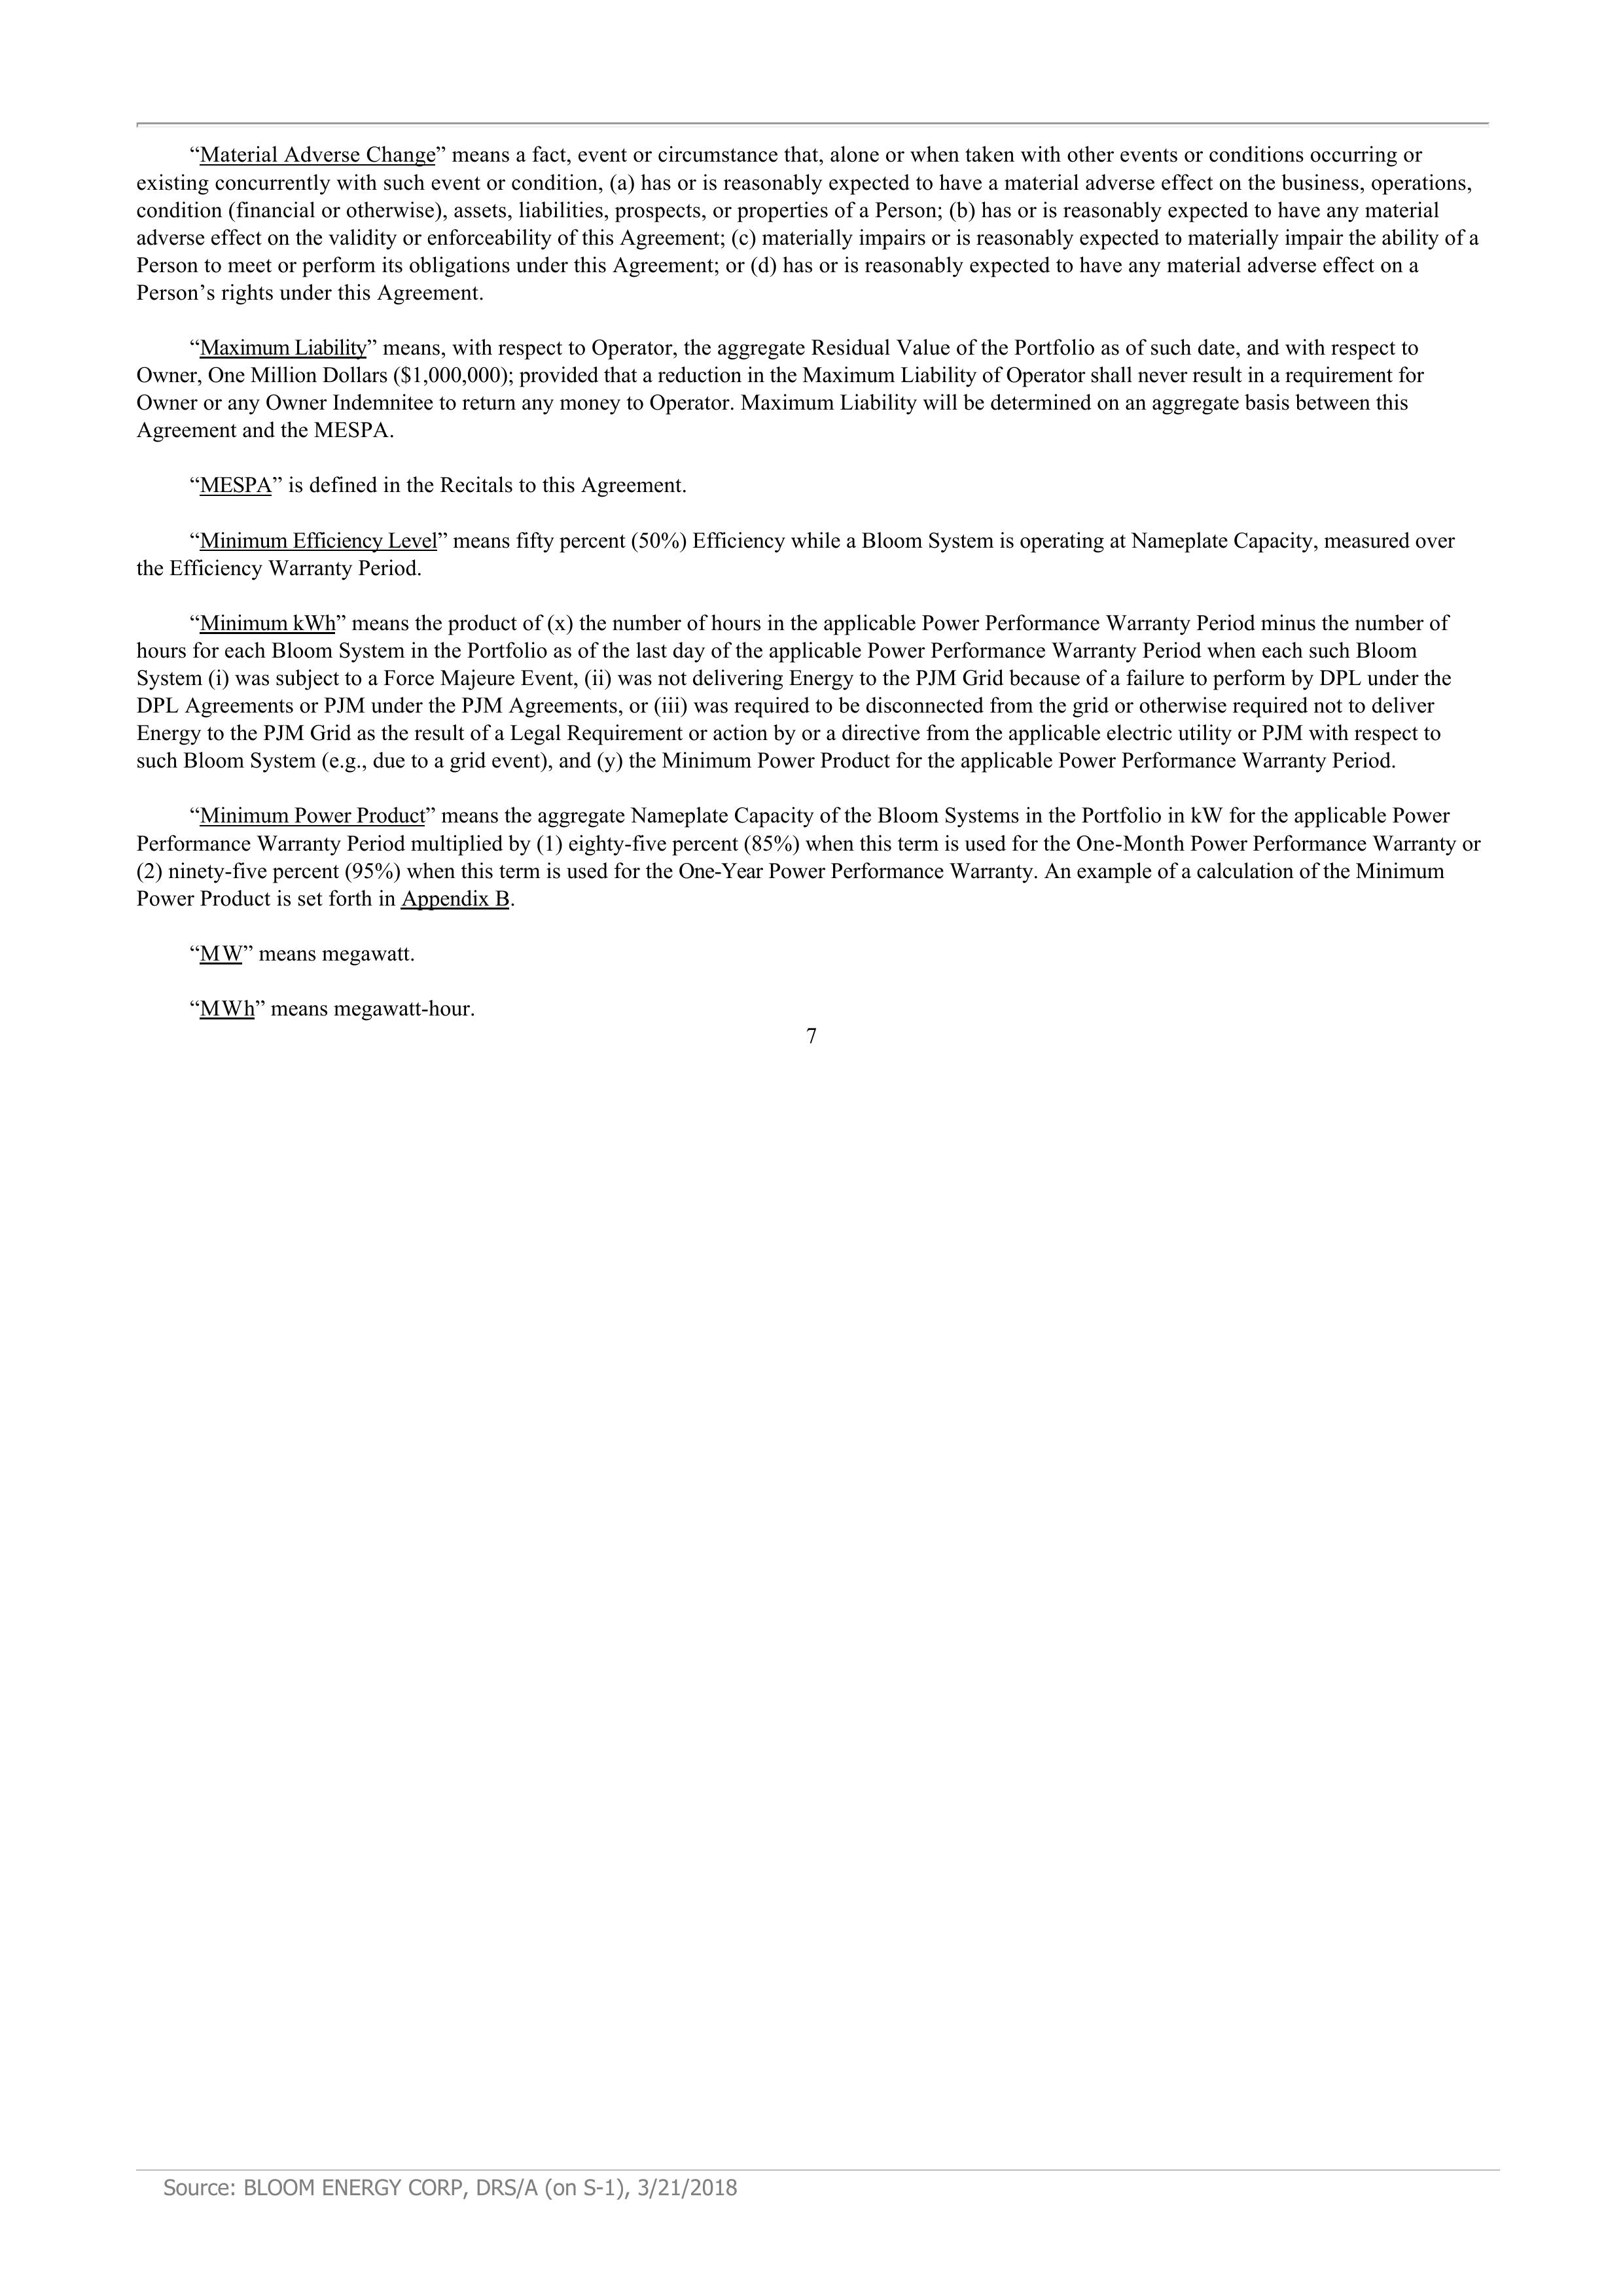 “Material Adverse Change” means a fact, event or circumstance that, alone or when taken with other events or conditions occurring or
existing concurrently with such event or condition, (a) has or is reasonably expected to have a material adverse effect on the business, operations,
condition (financial or otherwise), assets, liabilities, prospects, or properties of a Person; (b) has or is reasonably expected to have any material
adverse effect on the validity or enforceability of this Agreement; (c) materially impairs or is reasonably expected to materially impair the ability of a
Person to meet or perform its obligations under this Agreement; or (d) has or is reasonably expected to have any material adverse effect on a
Person’s rights under this Agreement.
“Maximum Liability” means, with respect to Operator, the aggregate Residual Value of the Portfolio as of such date, and with respect to
Owner, One Million Dollars ($1,000,000); provided that a reduction in the Maximum Liability of Operator shall never result in a requirement for
Owner or any Owner Indemnitee to return any money to Operator. Maximum Liability will be determined on an aggregate basis between this
Agreement and the MESPA.
“MESPA” is defined in the Recitals to this Agreement.
“Minimum Efficiency Level” means fifty percent (50%) Efficiency while a Bloom System is operating at Nameplate Capacity, measured over
the Efficiency Warranty Period.
“Minimum kWh” means the product of (x) the number of hours in the applicable Power Performance Warranty Period minus the number of
hours for each Bloom System in the Portfolio as of the last day of the applicable Power Performance Warranty Period when each such Bloom
System (i) was subject to a Force Majeure Event, (ii) was not delivering Energy to the PJM Grid because of a failure to perform by DPL under the
DPL Agreements or PJM under the PJM Agreements, or (iii) was required to be disconnected from the grid or otherwise required not to deliver
Energy to the PJM Grid as the result of a Legal Requirement or action by or a directive from the applicable electric utility or PJM with respect to
such Bloom System (e.g., due to a grid event), and (y) the Minimum Power Product for the applicable Power Performance Warranty Period.
“Minimum Power Product” means the aggregate Nameplate Capacity of the Bloom Systems in the Portfolio in kW for the applicable Power
Performance Warranty Period multiplied by (1) eighty-five percent (85%) when this term is used for the One-Month Power Performance Warranty or
(2) ninety-five percent (95%) when this term is used for the One-Year Power Performance Warranty. An example of a calculation of the Minimum
Power Product is set forth in Appendix B.
“MW” means megawatt.
“MWh” means megawatt-hour.
7
Source: BLOOM ENERGY CORP, DRS/A (on S-1), 3/21/2018